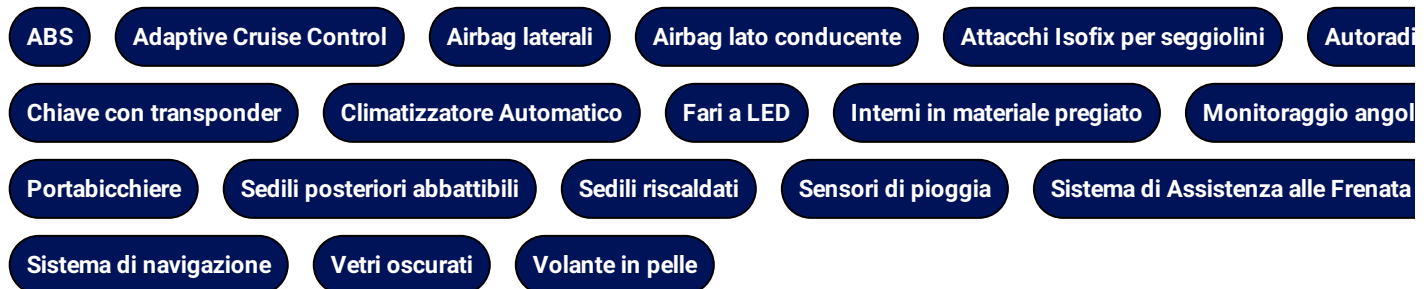 ABS Adaptive Cruise Control Airbag laterali Airbag lato conducente Attacchi Isofix per seggiolini
Chiave con transponder Climatizzatore Automatico Fari a LED Interni in materiale pregiato Monitoraggio
Portabicchiere Sedili posteriori abbattibili Sedili riscaldati Sensori di pioggia Sistema di Assistenza alle Frenata
Sistema di navigazione Vetri oscurati Volante in pelle